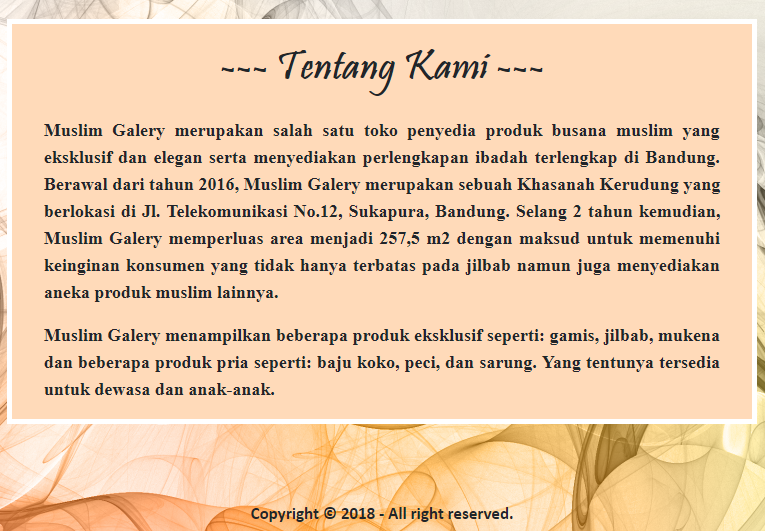 ~~~ Tentang Kami ~~~
Muslim Galery merupakan salah satu toko penyedia produk busana muslim yang
eksklusif dan elegan serta menyediakan perlengkapan ibadah terlengkap di Bandung.
Berawal dari tahun 2016, Muslim Galery merupakan sebuah Khasanah Kerudung yang
berlokasi di Jl. Telekomunikasi No.12, Sukapura, Bandung. Selang 2 tahun kemudian,
Muslim Galery memperluas area menjadi 257,5 m2 dengan maksud untuk memenuhi
keinginan konsumen yang tidak hanya terbatas pada jilbab namun juga menyediakan
aneka produk muslim lainnya.
Muslim Galery menampilkan beberapa produk eksklusif seperti: gamis, jilbab, mukena
dan beberapa produk pria seperti: baju koko, peci, dan sarung. Yang tentunya tersedia
untuk dewasa dan anak-anak.
Copyright © 2018 - All right reserved.